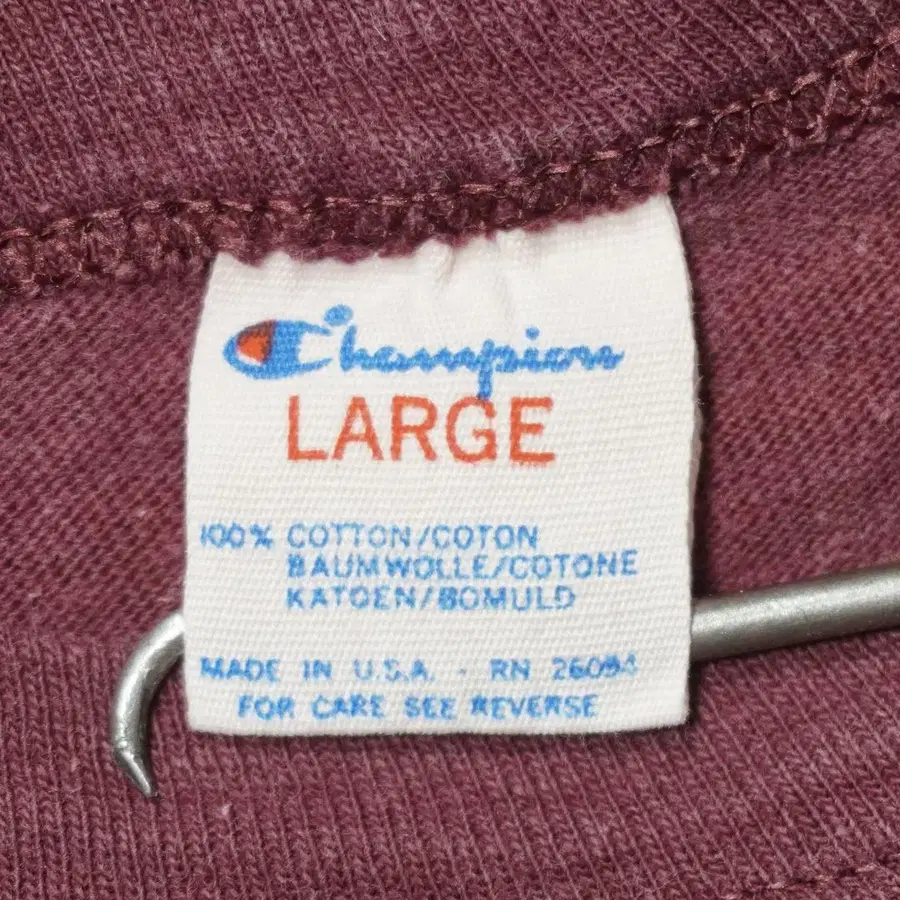 Champion
LARGE
100% COTTON/COTON
BAUMWOLLE/COTONE
KATOEN/BOMULD
MADE IN U.S.A. - RN 26094
FOR CARE SEE REVERSE